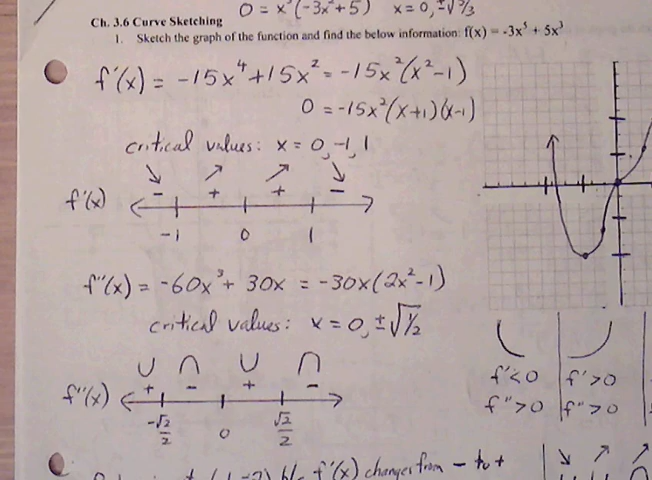 0 = x³(-3x²+5) x = 0, ±√5/3
Ch. 3.6 Curve Sketching
1. Sketch the graph of the function and find the below information: f(x) = -3x⁵ + 5x³
f'(x) = -15x⁴ + 15x² = -15x²(x²-1)
0 = -15x²(x+1)(x-1)
critical values: x = 0, -1, 1
↘ ↗ ↗ ↘
- + + -
f'(x)
-1 0 1
f"(x) = -60x³ + 30x = -30x(2x²-1)
critical values: x = 0, ±√1/2
∪ ∩ ∪ ∩
+ - + -
f"(x)
-√2/2 0 √2/2
f'<0 f'>0
f">0 f">0
(1,-2) b/c f'(x) changes from - to +
↘ ↗ ↗